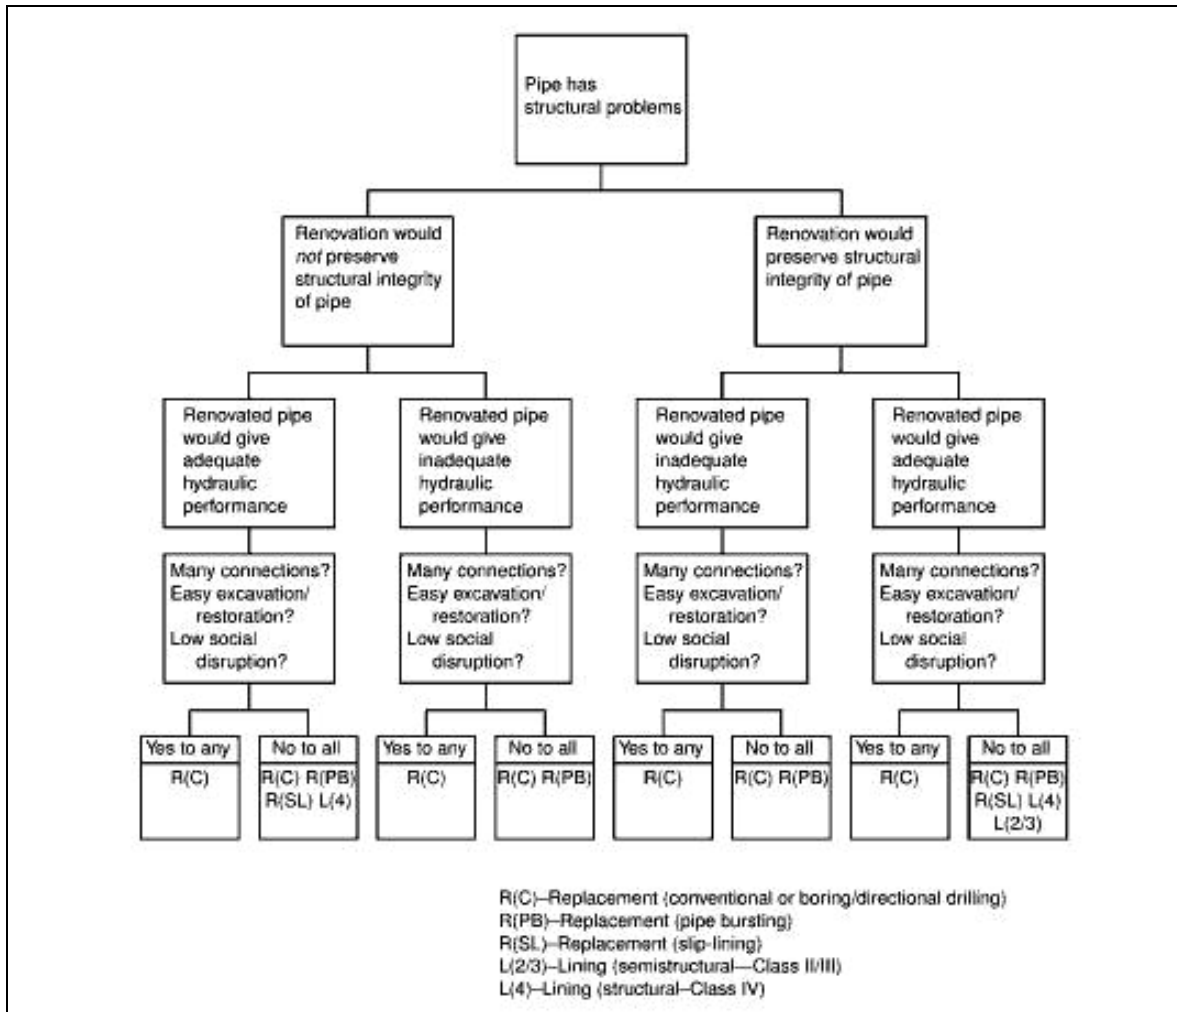 Pipe has
structural problems
Renovation would
not preserve
structural integrity
of pipe
Renovation would
preserve structural
integrity of pipe
Renovated pipe
would give
adequate
hydraulic
performance
Renovated pipe
would give
inadequate
hydraulic
performance
Renovated pipe
would give
inadequate
hydraulic
performance
Renovated pipe
would give
adequate
hydraulic
performance
Many connections?
Easy excavation/
restoration?
Low social
disruption?
Many connections?
Easy excavation/
restoration?
Low social
disruption?
Many connections?
Easy excavation/
restoration?
Low social
disruption?
Many connections?
Easy excavation/
restoration?
Low social
disruption?
Yes to any
R(C)
No to all
R(C) R(PB)
R(SL) L(4)
Yes to any
R(C)
No to all
R(C) R(PB)
Yes to any
R(C)
No to all
R(C) R(PB)
Yes to any
R(C)
No to all
R(C) R(PB)
R(SL) L(4)
L(2/3)
R(C)–Replacement (conventional or boring/directional drilling)
R(PB)–Replacement (pipe bursting)
R(SL)–Replacement (slip-lining)
L(2/3)–Lining (semistructural—Class II/III)
L(4)–Lining (structural–Class IV)